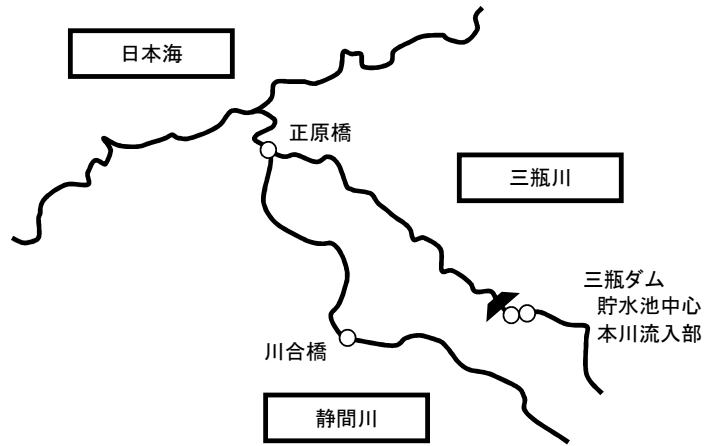 日本海
正原橋
三瓶川
三瓶ダム
貯水池中心
本川流入部
川合橋
静間川